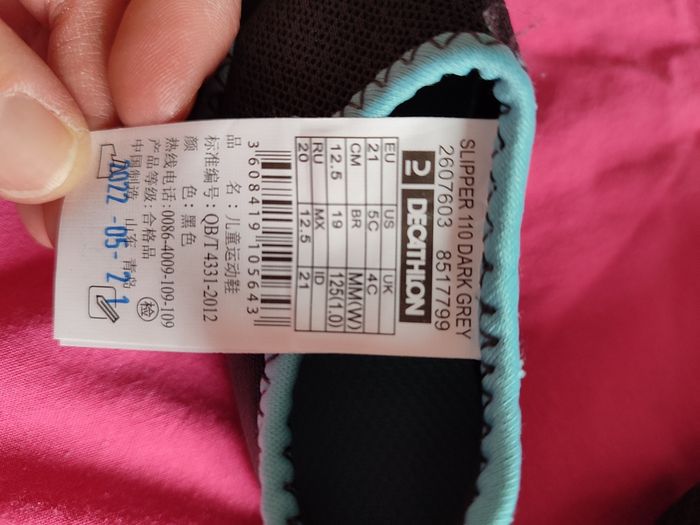 SLIPPER 110 DARK GREY
2607603 8517799
DECATHLON
EU US UK
21 5C 4C
CM BR MM(W)
12.5 19 125(1.0)
RU MX ID
20 12.5 21
3 608419 105643
品 名：儿童运动鞋
标准编号：QB/T 4331-2012
颜 色：黑色
热线电话:0086-4009-109-109
产品等级:合格品
检
中国制造 山东 青岛
2022-05-21